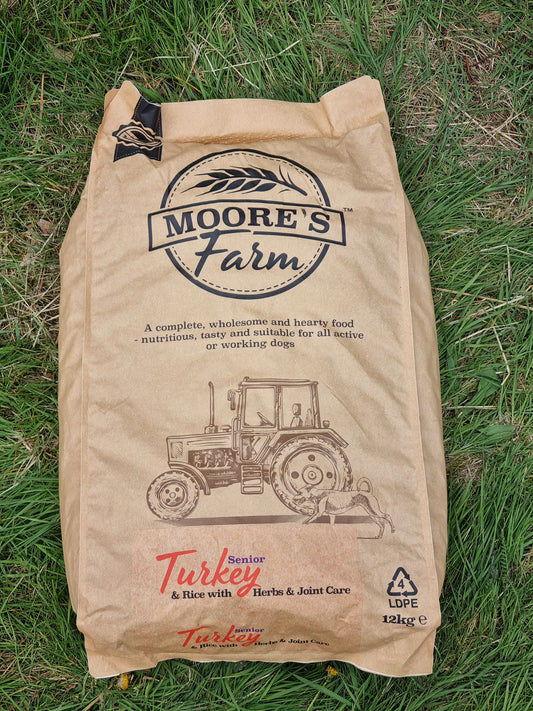 MOORE'S™
Farm
A complete, wholesome and hearty food
- nutritious, tasty and suitable for all active
or working dogs
Senior
Turkey
& Rice with Herbs & Joint Care
4
LDPE
12kg ℮
Senior
Turkey
& Rice with Herbs & Joint Care